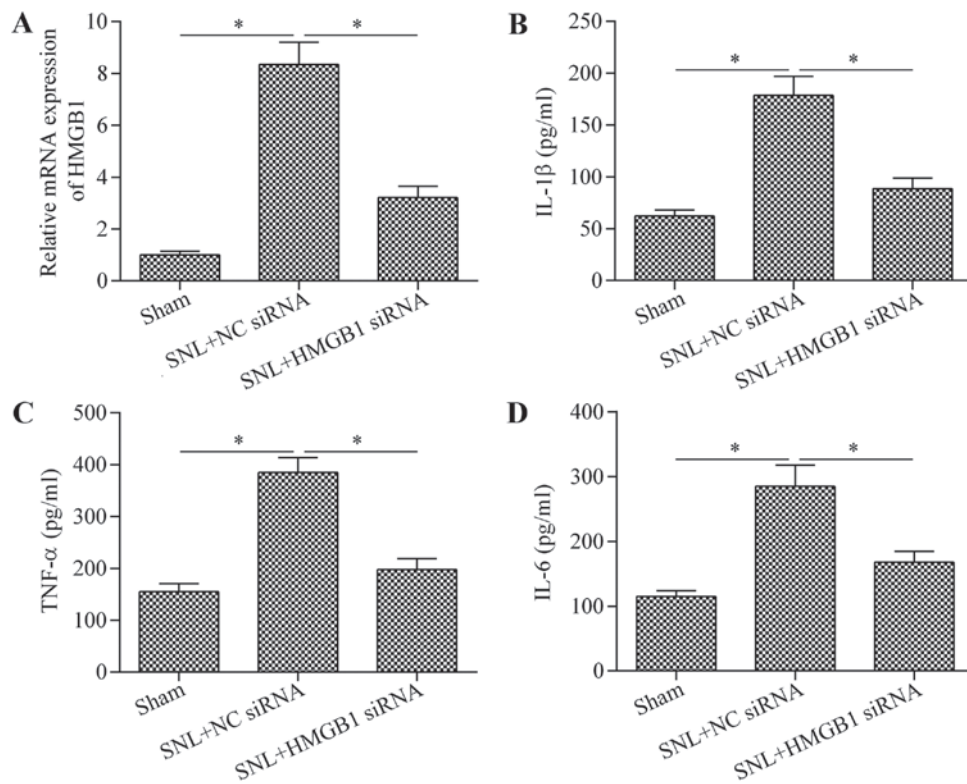 A
Relative mRNA expression
of HMGB1
10
8
6
4
2
0
*
*
Sham
SNL+NC siRNA
SNL+HMGB1 siRNA
B
IL-1β (pg/ml)
250
200
150
100
50
0
*
*
Sham
SNL+NC siRNA
SNL+HMGB1 siRNA
C
TNF-α (pg/ml)
500
400
300
200
100
0
*
*
Sham
SNL+NC siRNA
SNL+HMGB1 siRNA
D
IL-6 (pg/ml)
400
300
200
100
0
*
*
Sham
SNL+NC siRNA
SNL+HMGB1 siRNA